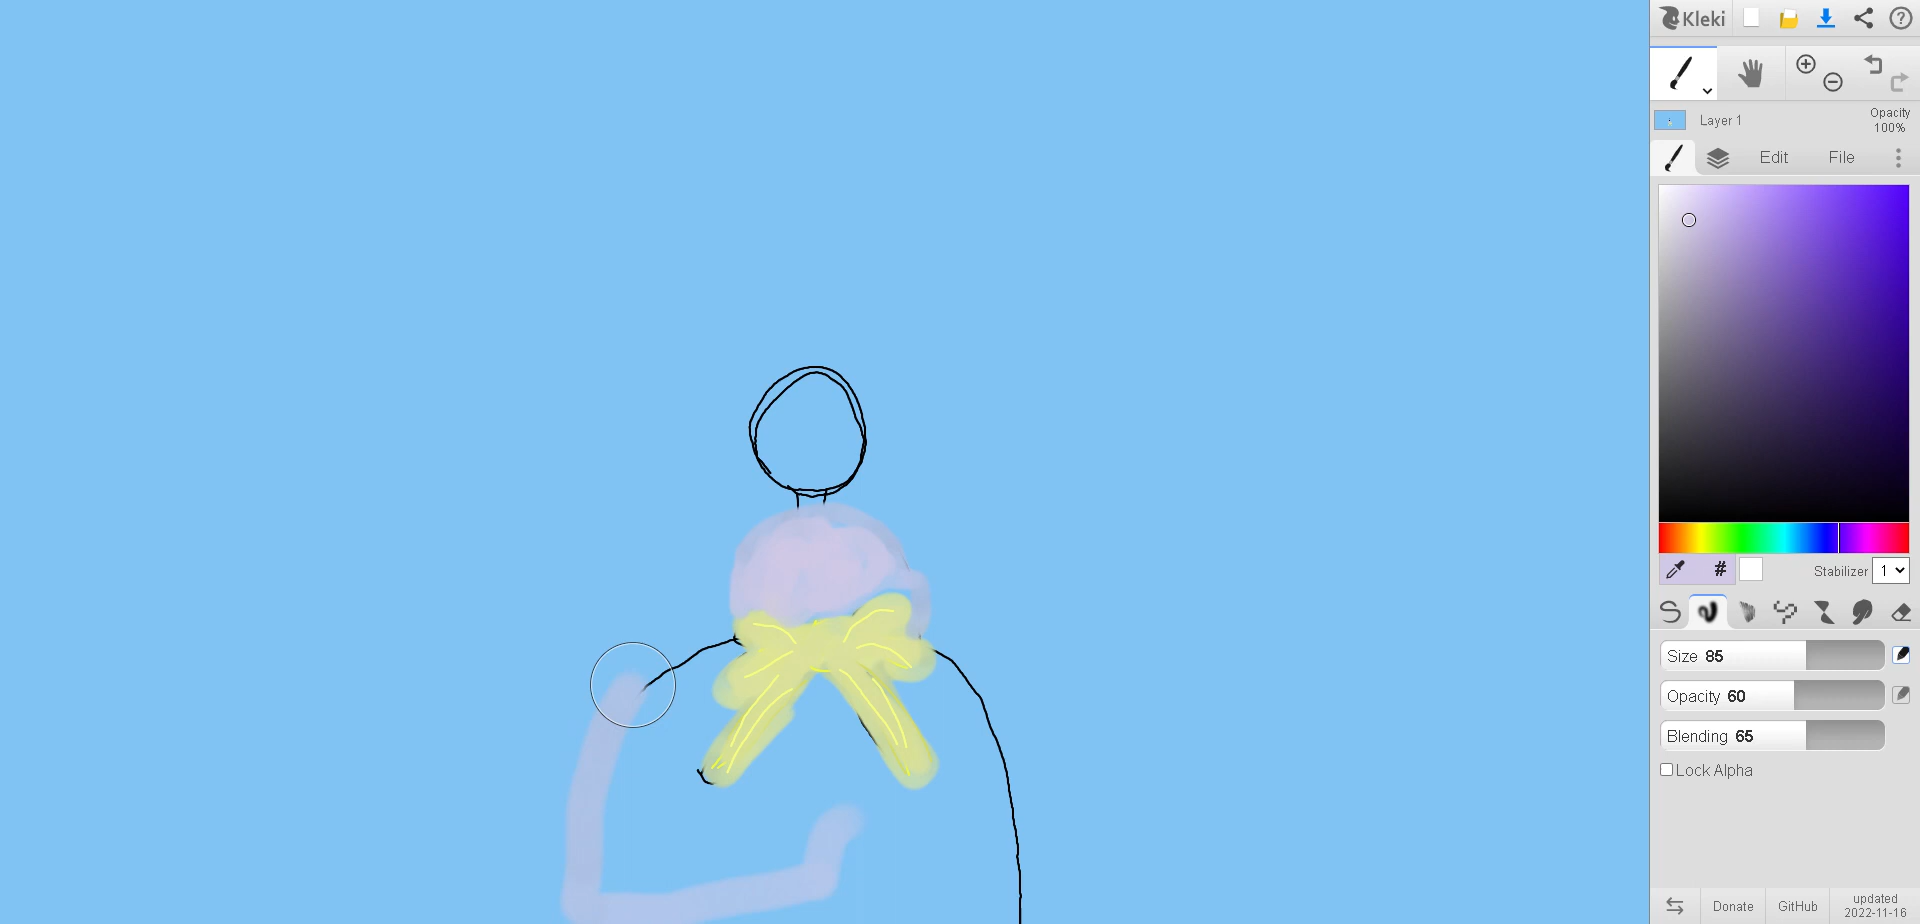 Kleki
Opacity
100%
Layer 1
Edit File
# Stabilizer 1
Size 85
Opacity 60
Blending 65
Lock Alpha
Donate GitHub updated
2022-11-16